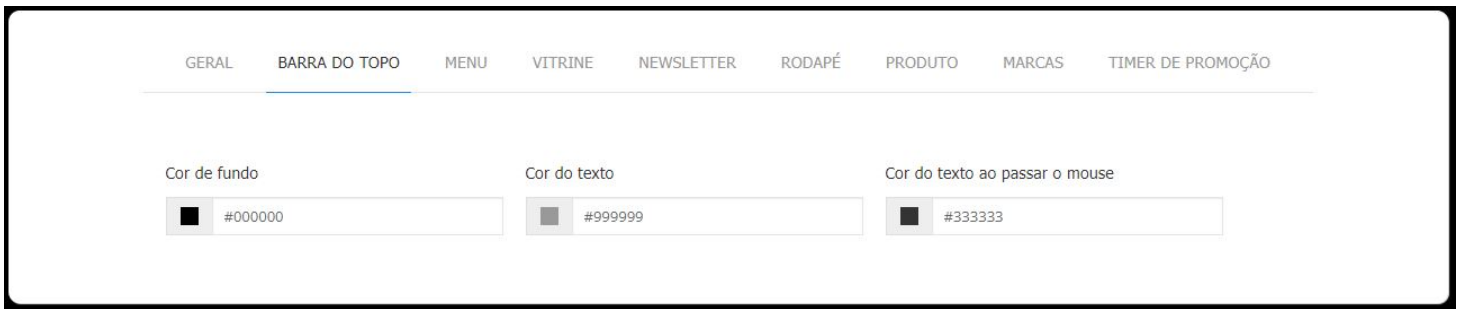 GERAL BARRA DO TOPO MENU VITRINE NEWSLETTER RODAPÉ PRODUTO MARCAS TIMER DE PROMOÇÃO
Cor de fundo Cor do texto Cor do texto ao passar o mouse
#000000 #999999 #333333